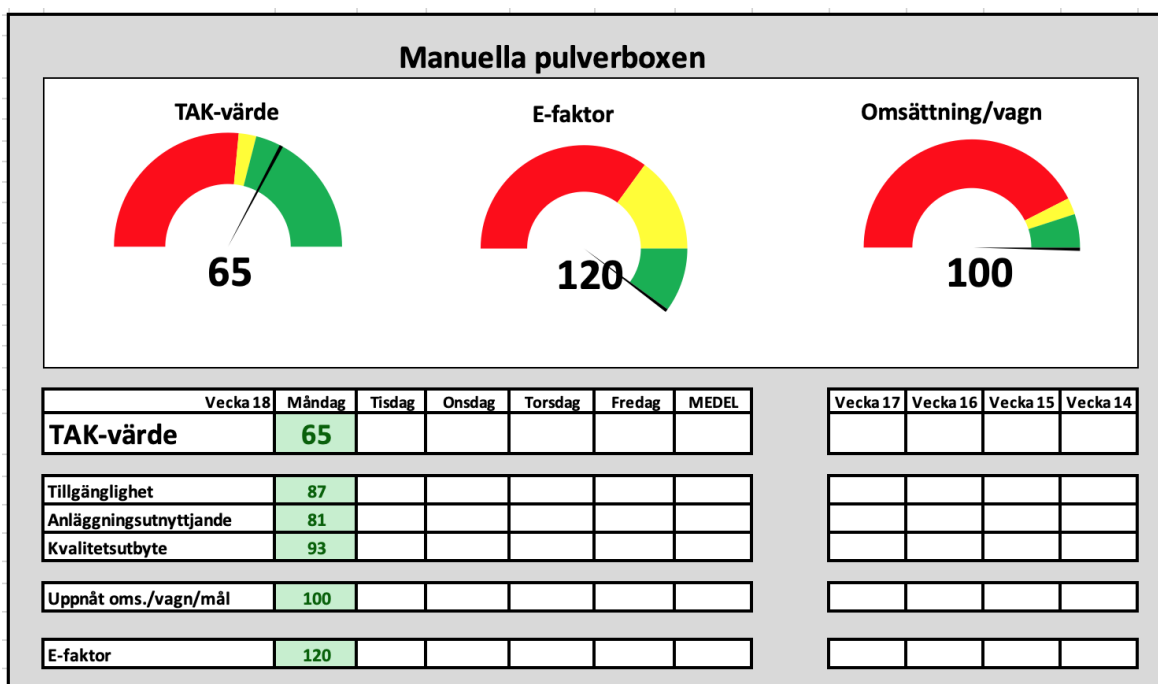 Manuella pulverboxen
TAK-värde E-faktor Omsättning/vagn
65 120 100
Vecka 18 Måndag Tisdag Onsdag Torsdag Fredag MEDEL Vecka 17 Vecka 16 Vecka 15 Vecka 14
TAK-värde 65
Tillgänglighet 87
Anläggningsutnyttjande 81
Kvalitetsutbyte 93
Uppnåt oms./vagn/mål 100
E-faktor 120